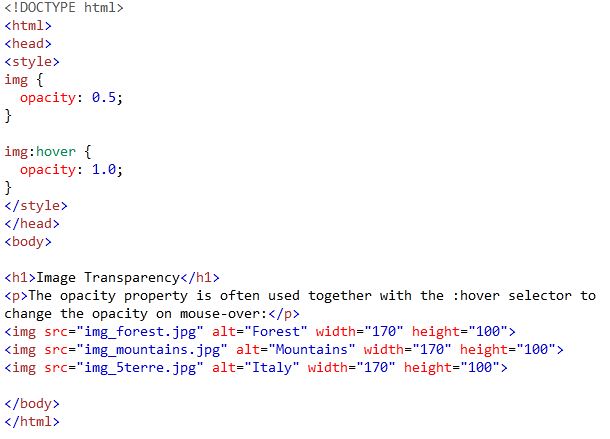 <!DOCTYPE html>
<html>
<head>
<style>
img {
  opacity: 0.5;
}

img:hover {
  opacity: 1.0;
}
</style>
</head>
<body>

<h1>Image Transparency</h1>
<p>The opacity property is often used together with the :hover selector to
change the opacity on mouse-over:</p>
<img src="img_forest.jpg" alt="Forest" width="170" height="100">
<img src="img_mountains.jpg" alt="Mountains" width="170" height="100">
<img src="img_5terre.jpg" alt="Italy" width="170" height="100">

</body>
</html>